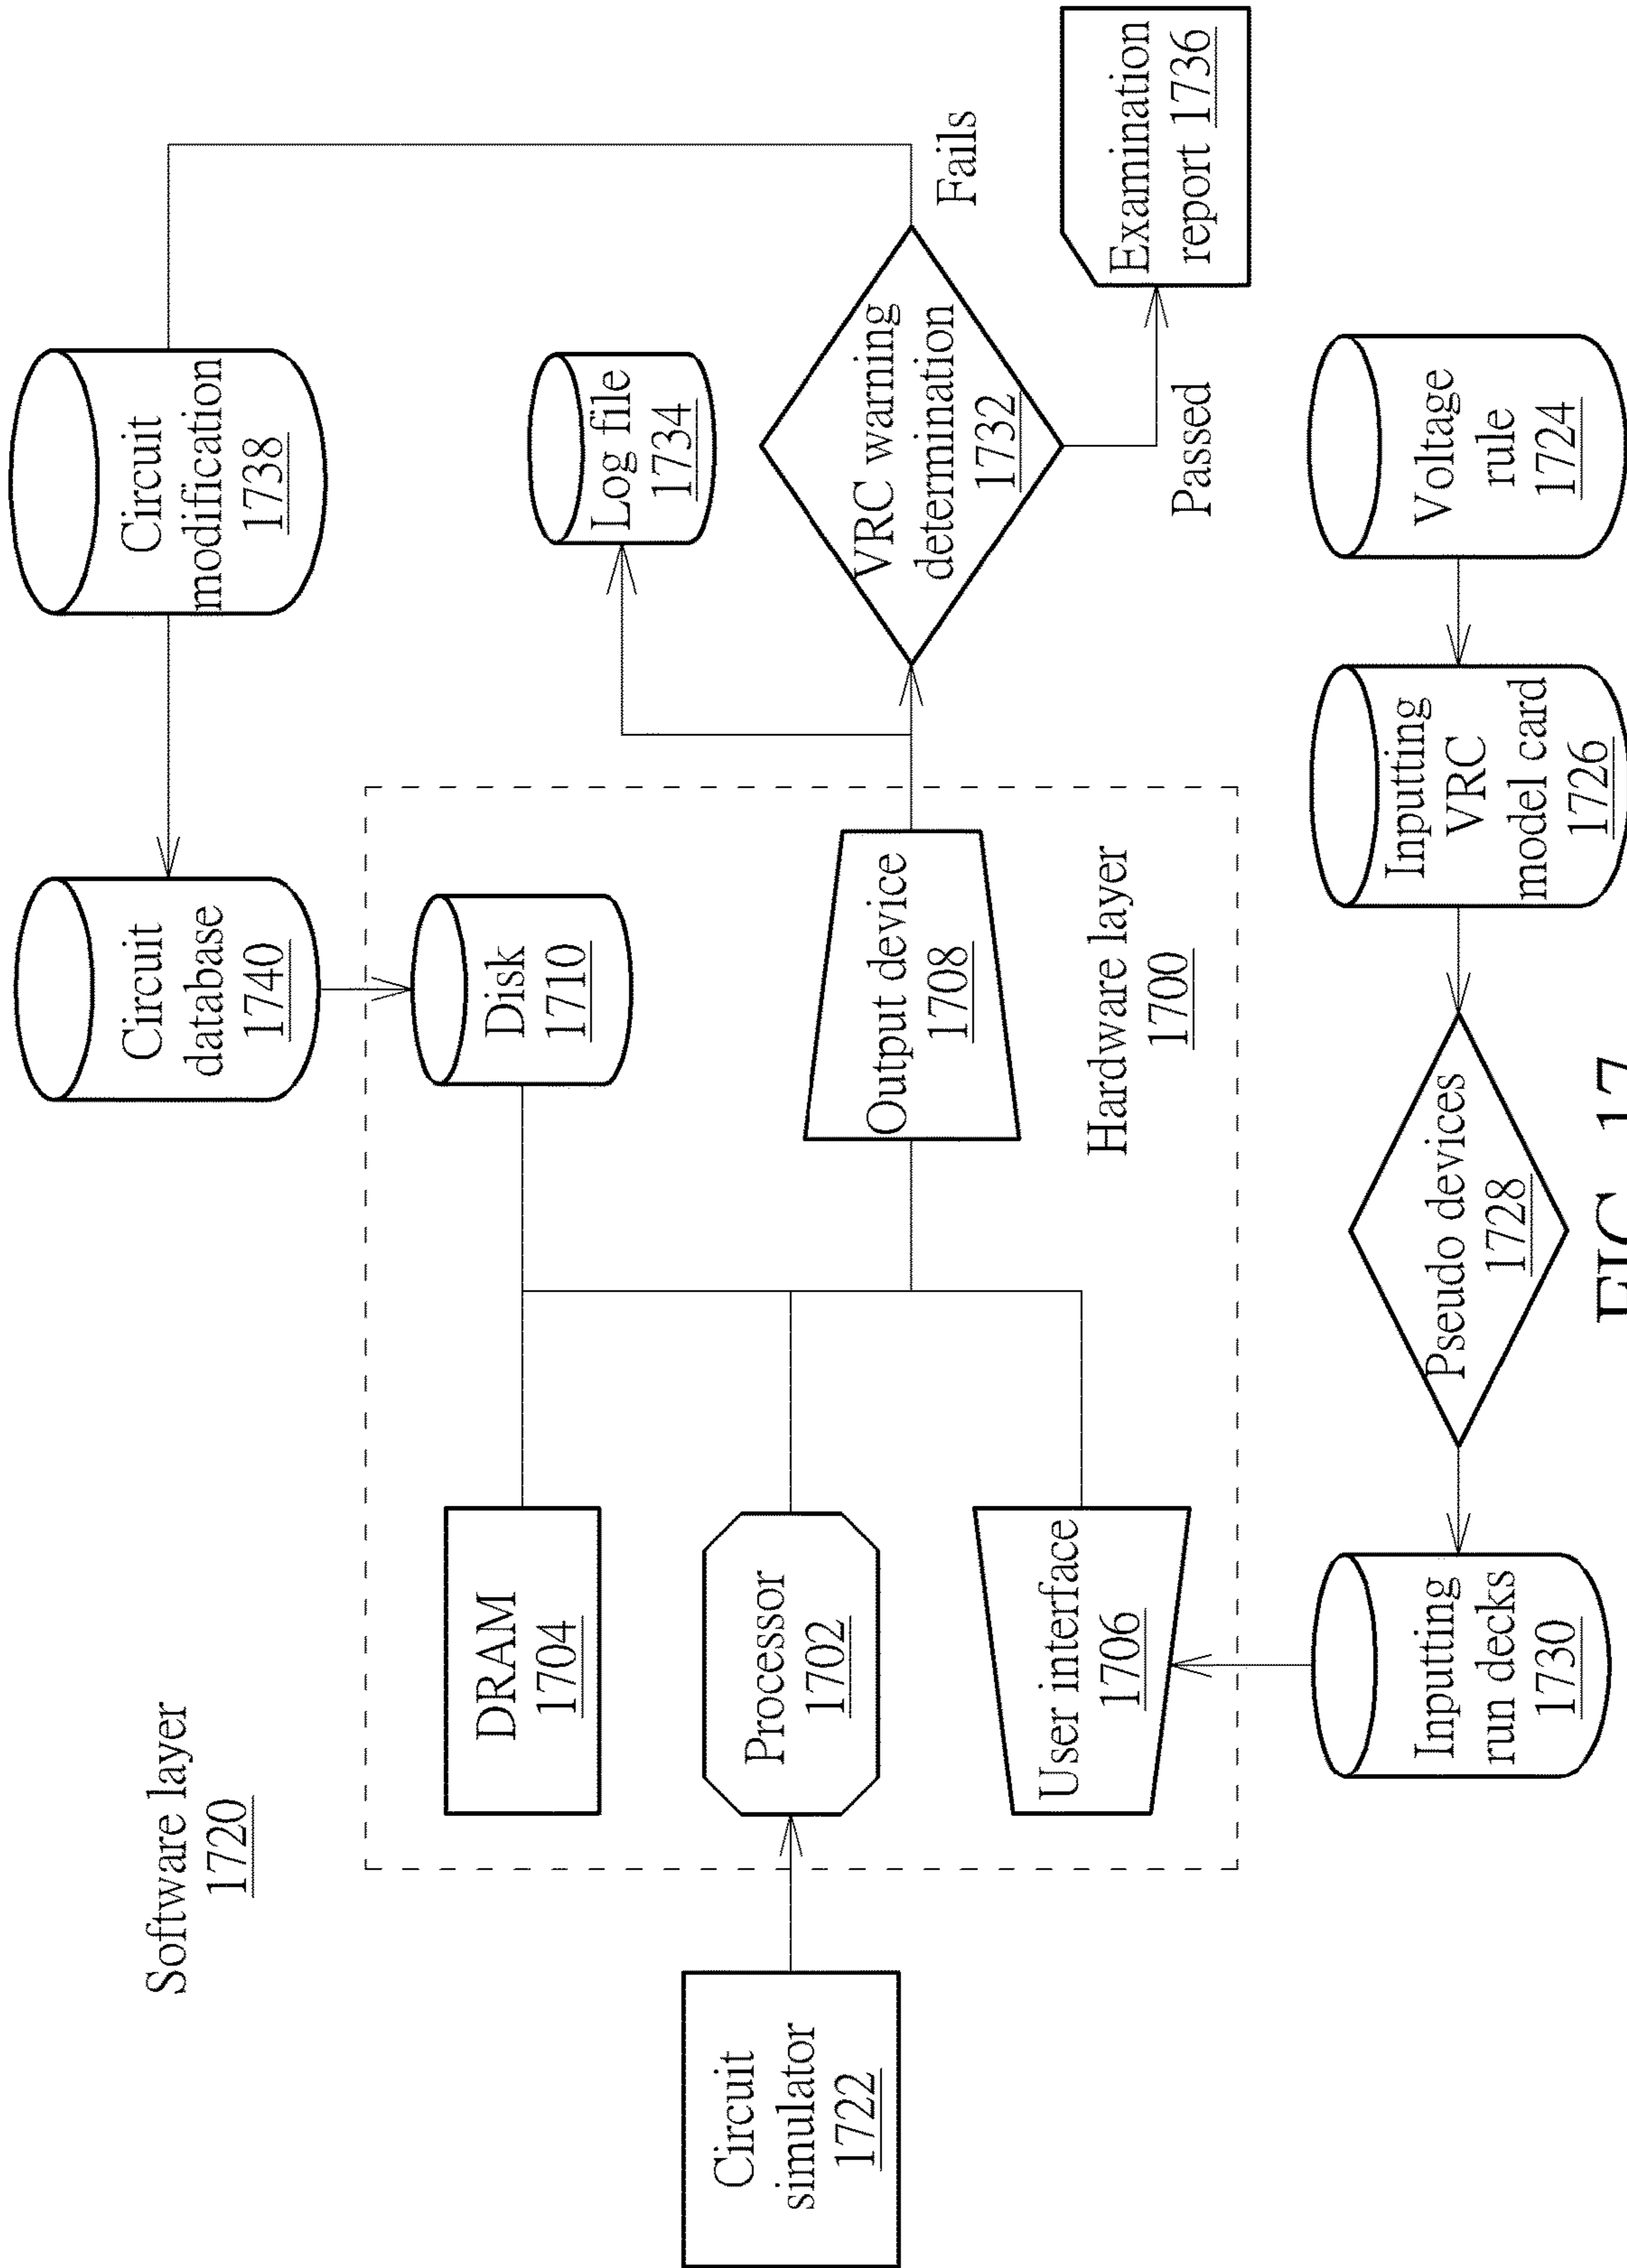 Software layer
1720
Circuit
simulator
1722
DRAM
1704
Processor
1702
User interface
1706
Disk
1710
Output device
1708
Hardware layer
1700
Circuit
database
1740
Circuit
modification
1738
Log file
1734
VRC warning
determination
1732
Fails
Passed
Examination
report 1736
Inputting
run decks
1730
Pseudo devices
1728
Inputting
VRC
model card
1726
Voltage
rule
1724
FIG. 17